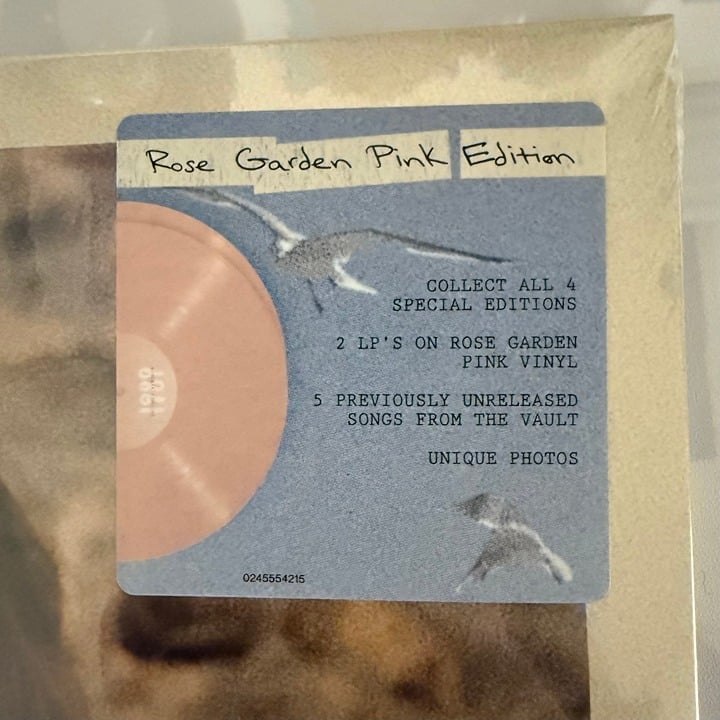 Rose Garden Pink Edition
COLLECT ALL 4
SPECIAL EDITIONS
2 LP'S ON ROSE GARDEN
PINK VINYL
5 PREVIOUSLY UNRELEASED
SONGS FROM THE VAULT
UNIQUE PHOTOS
1989
0245554215